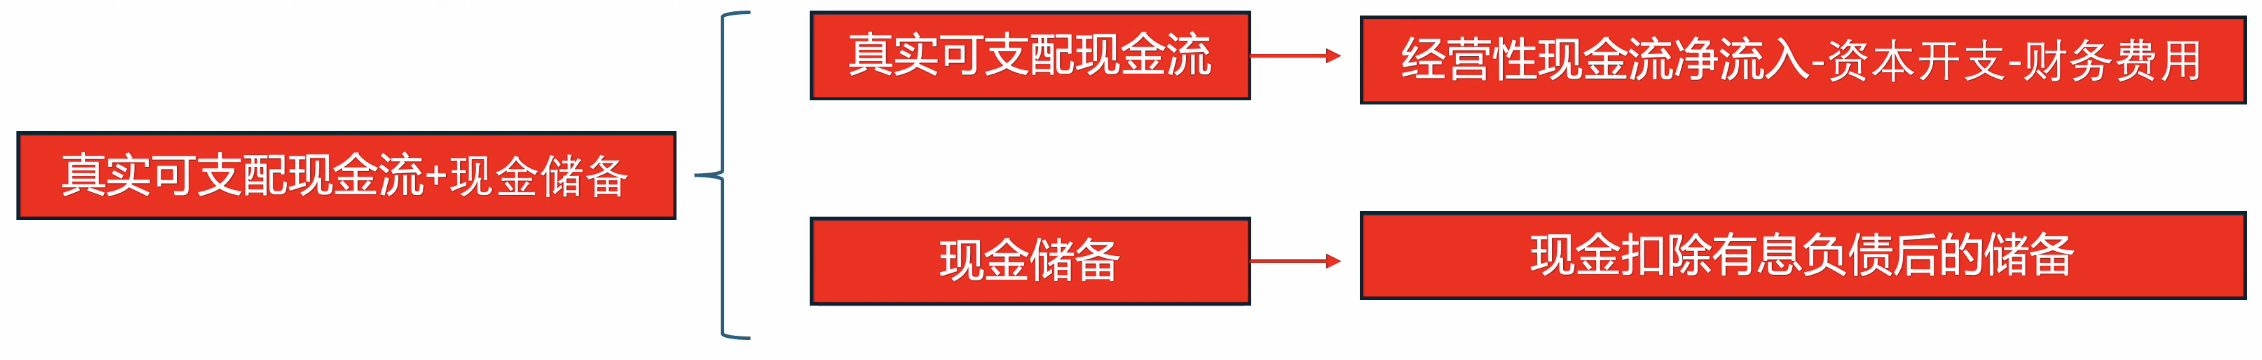 真实可支配现金流+现金储备
真实可支配现金流
经营性现金流净流入-资本开支-财务费用
现金储备
现金扣除有息负债后的储备